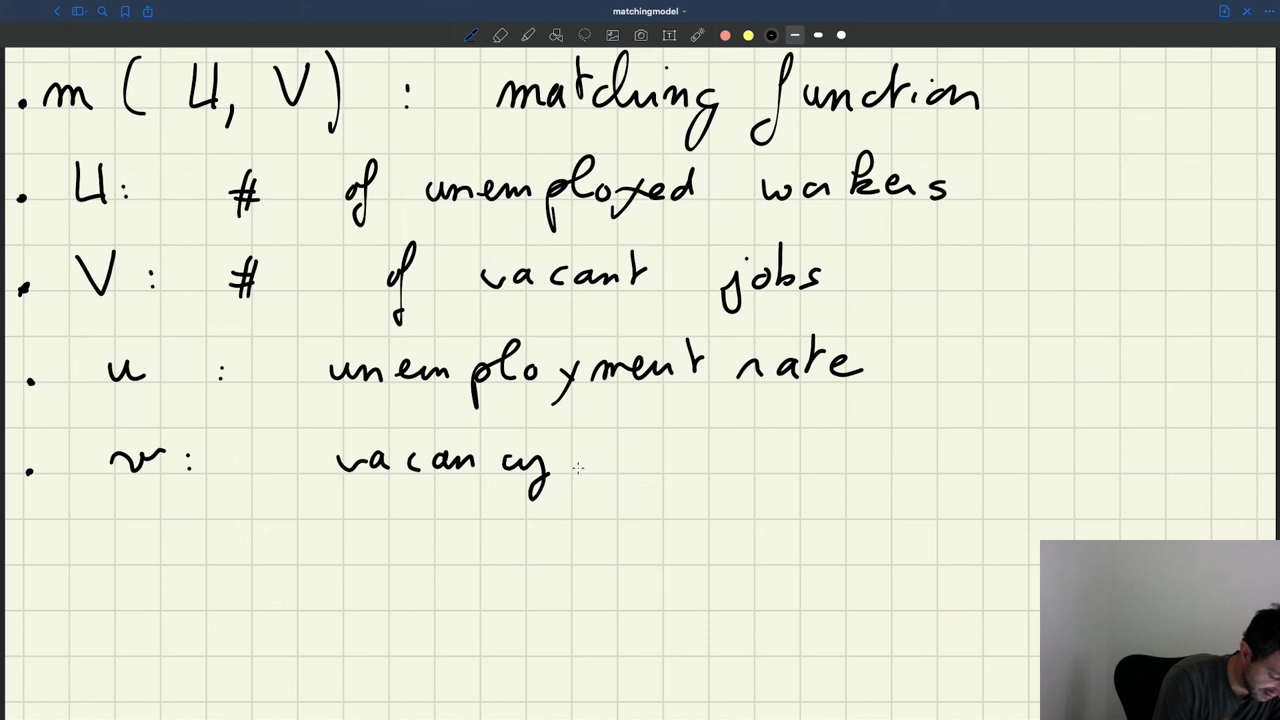 matchingmodel
. m ( U, V ) : matching function
. U: # of unemployed workers
. V : # of vacant jobs
. u : unemployment rate
. v : vacancy